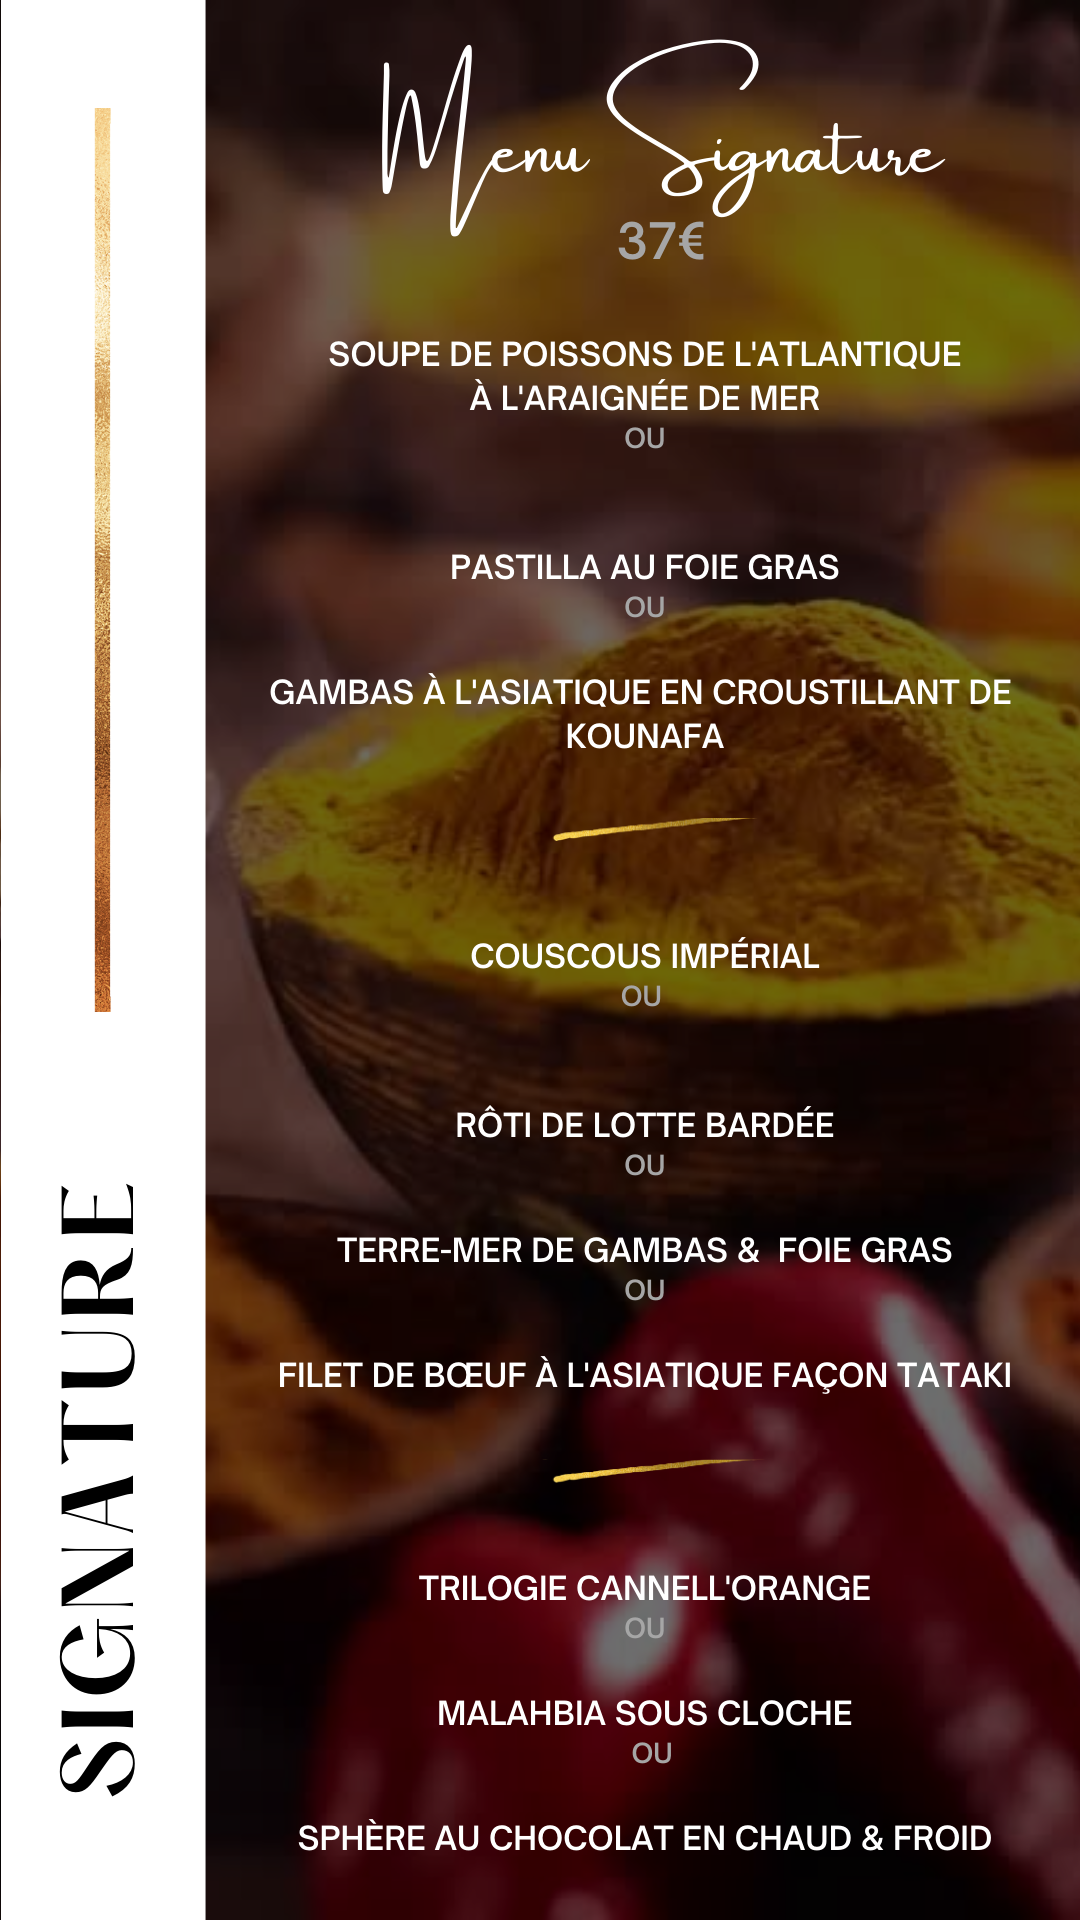 Menu Signature
37€
SOUPE DE POISSONS DE L'ATLANTIQUE
À L'ARAIGNÉE DE MER
OU
PASTILLA AU FOIE GRAS
OU
GAMBAS À L'ASIATIQUE EN CROUSTILLANT DE
KOUNAFA
COUSCOUS IMPÉRIAL
OU
RÔTI DE LOTTE BARDÉE
OU
TERRE-MER DE GAMBAS & FOIE GRAS
OU
FILET DE BŒUF À L'ASIATIQUE FAÇON TATAKI
TRILOGIE CANNELL'ORANGE
OU
MALAHBIA SOUS CLOCHE
OU
SPHÈRE AU CHOCOLAT EN CHAUD & FROID
SIGNATURE